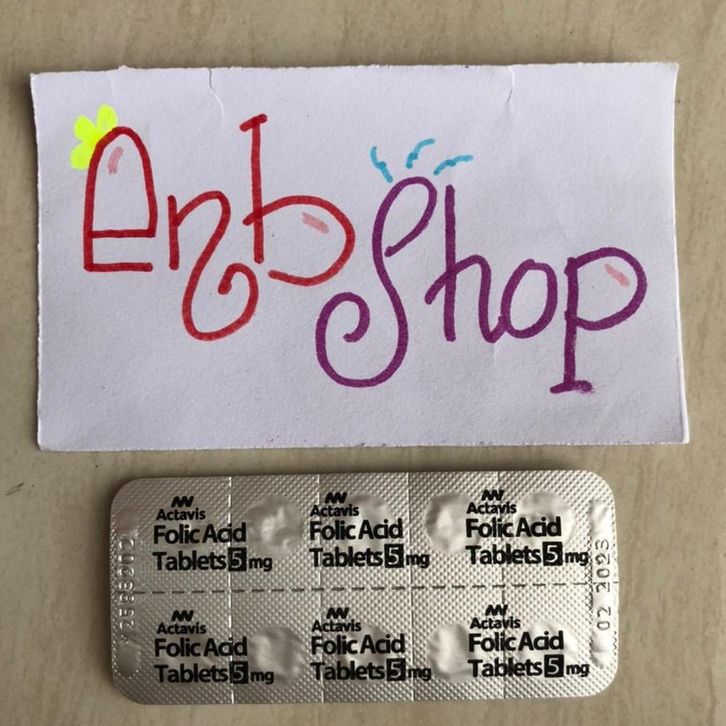 enb Shop
Actavis Actavis Actavis
Folic Acid Folic Acid Folic Acid
Tablets 5 mg Tablets 5 mg Tablets 5 mg
Actavis Actavis Actavis
Folic Acid Folic Acid Folic Acid
Tablets 5 mg Tablets 5 mg Tablets 5 mg
02 2023